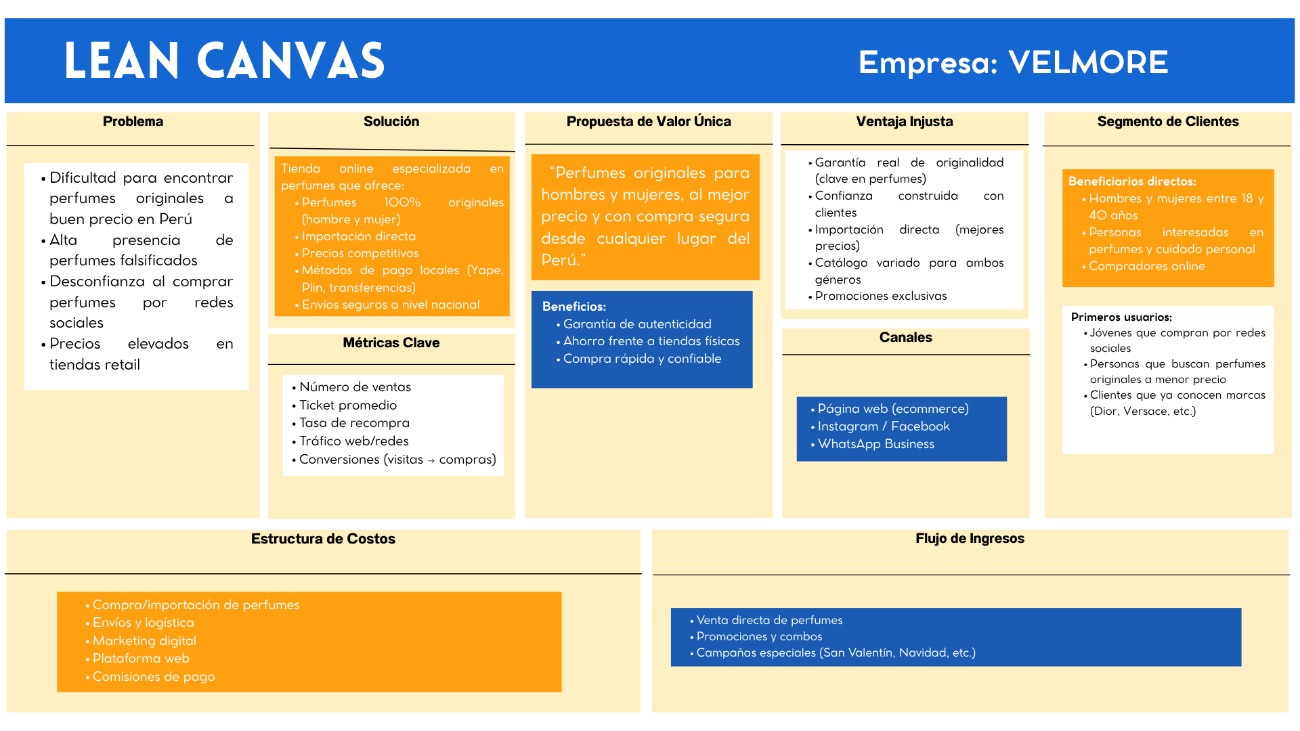 LEAN CANVAS
Empresa: VELMORE
Problema
• Dificultad para encontrar
perfumes originales a
buen precio en Perú
• Alta presencia de
perfumes falsificados
• Desconfianza al comprar
perfumes por redes
sociales
• Precios elevados en
tiendas retail
Solución
Tienda online especializada en
perfumes que ofrece:
• Perfumes 100% originales
(hombre y mujer)
• Importación directa
• Precios competitivos
• Métodos de pago locales (Yape,
Plin, transferencias)
• Envíos seguros a nivel nacional
Métricas Clave
• Número de ventas
• Ticket promedio
• Tasa de recompra
• Tráfico web/redes
• Conversiones (visitas → compras)
Propuesta de Valor Única
“Perfumes originales para
hombres y mujeres, al mejor
precio y con compra segura
desde cualquier lugar del
Perú.”
Beneficios:
• Garantía de autenticidad
• Ahorro frente a tiendas físicas
• Compra rápida y confiable
Ventaja Injusta
• Garantía real de originalidad
(clave en perfumes)
• Confianza construida con
clientes
• Importación directa (mejores
precios)
• Catálogo variado para ambos
géneros
• Promociones exclusivas
Canales
• Página web (ecommerce)
• Instagram / Facebook
• WhatsApp Business
Segmento de Clientes
Beneficiarios directos:
• Hombres y mujeres entre 18 y
40 años
• Personas interesadas en
perfumes y cuidado personal
• Compradores online
Primeros usuarios:
• Jóvenes que compran por redes
sociales
• Personas que buscan perfumes
originales a menor precio
• Clientes que ya conocen marcas
(Dior, Versace, etc.)
Estructura de Costos
• Compra/importación de perfumes
• Envíos y logística
• Marketing digital
• Plataforma web
• Comisiones de pago
Flujo de Ingresos
• Venta directa de perfumes
• Promociones y combos
• Campañas especiales (San Valentín, Navidad, etc.)